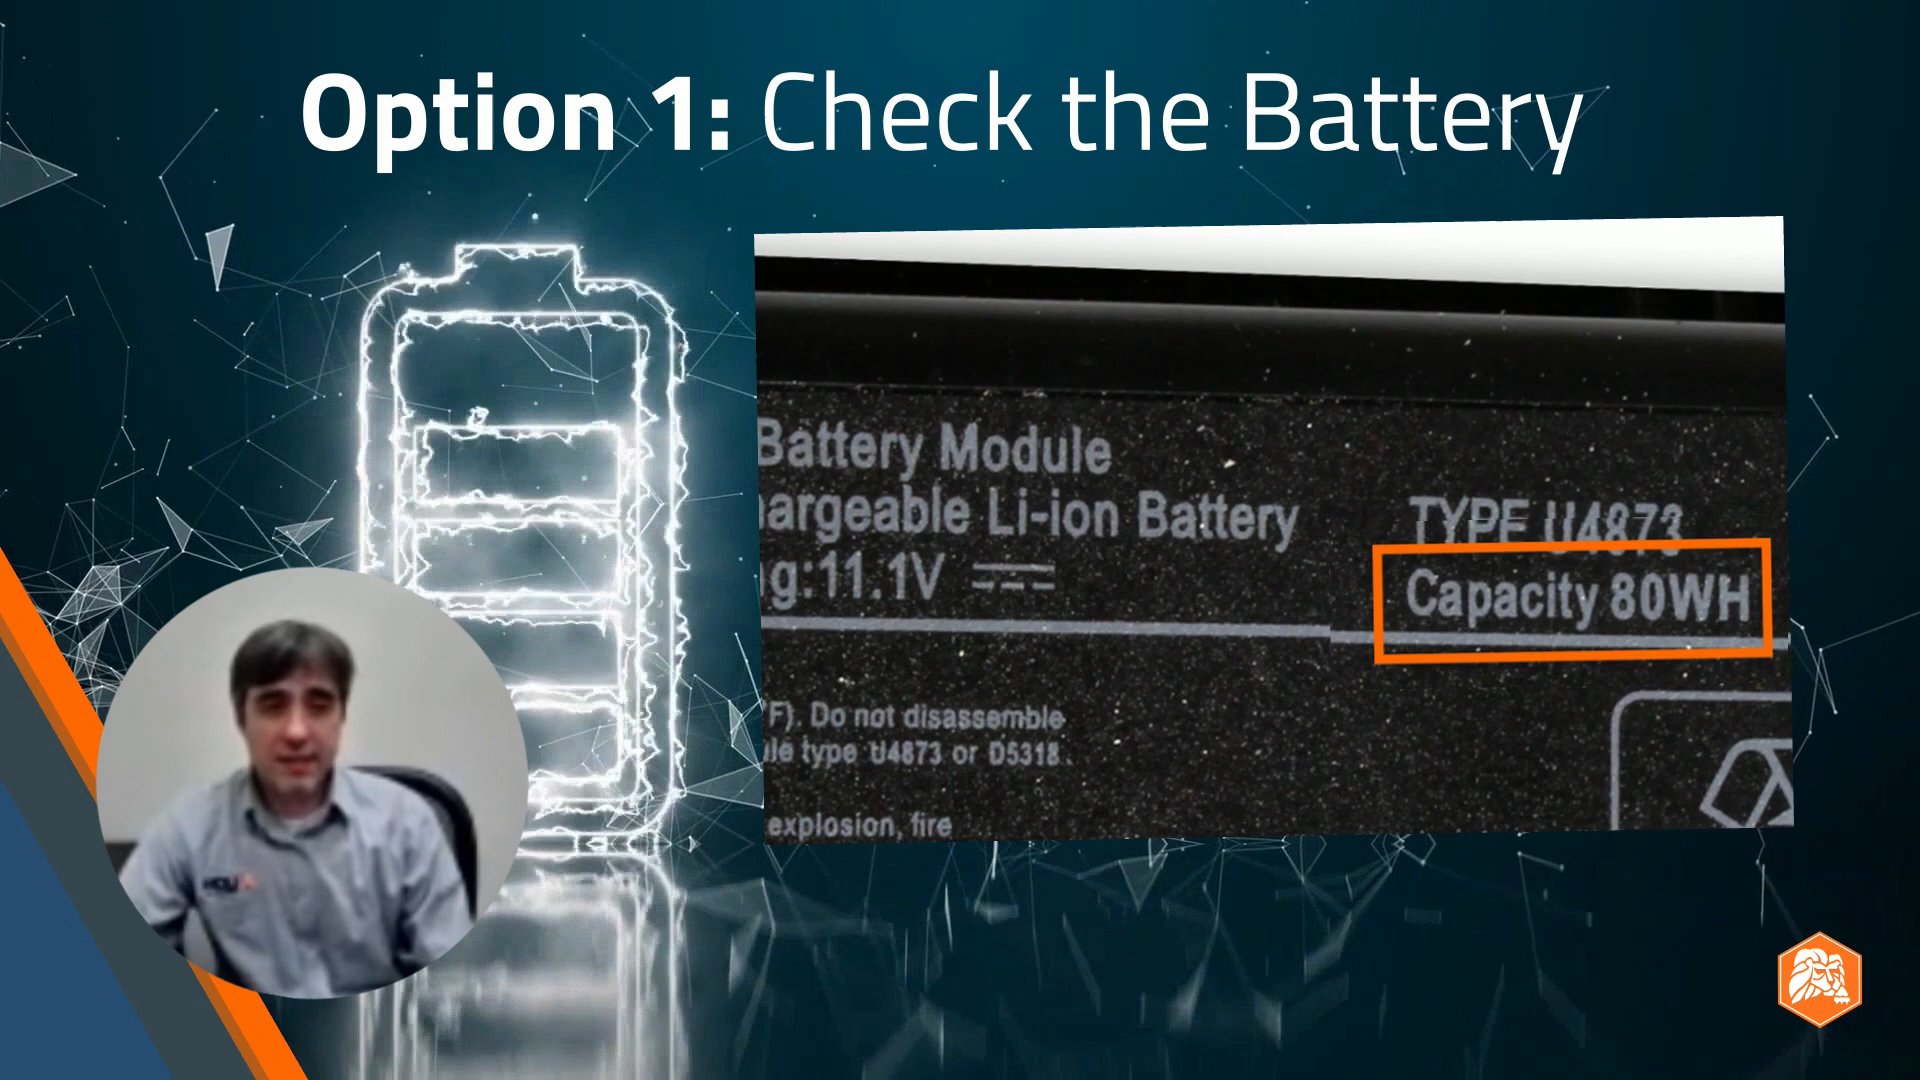 Option 1: Check the Battery
Battery Module
hargeable Li-ion Battery
g:11.1V
TYPE U4873
Capacity 80WH
F). Do not disassemble
le type U4873 or D5318.
explosion, fire